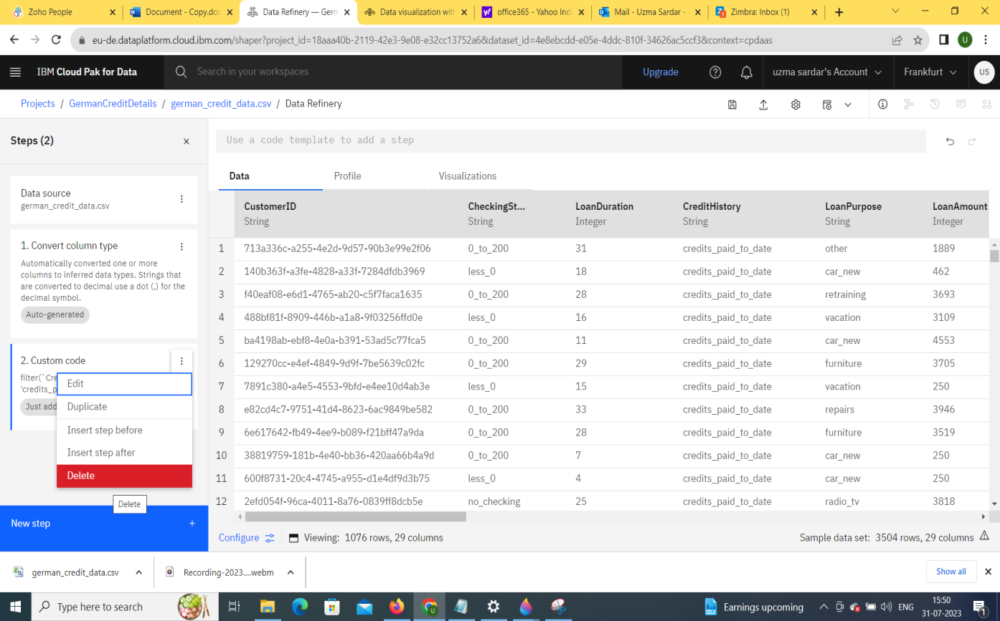 Zoho People
Document - Copy.doc
Data Refinery — Germ
Data visualization with
office365 - Yahoo Indi
Mail - Uzma Sardar -
Zimbra: Inbox (1)
eu-de.dataplatform.cloud.ibm.com/shaper?project_id=18aaa40b-2119-42e3-9e08-e32cc13752a6&dataset_id=4e8ebcdd-e05e-4ddc-810f-34626ac5ccf3&context=cpdaas
U
IBM Cloud Pak for Data
Search in your workspaces
Upgrade
uzma sardar's Account
Frankfurt
US
Projects / GermanCreditDetails / german_credit_data.csv / Data Refinery
Steps (2)
Use a code template to add a step
Data source
german_credit_data.csv
1. Convert column type
Automatically converted one or more
columns to inferred data types. Strings that
are converted to decimal use a dot (.) for the
decimal symbol.
Auto-generated
2. Custom code
filter(`Cre
'credits_p
Just add
Edit
Duplicate
Insert step before
Insert step after
Delete
Delete
New step
Data Profile Visualizations
CustomerID CheckingSt... LoanDuration CreditHistory LoanPurpose LoanAmount
String String Integer String String Integer
1 713a336c-a255-4e2d-9d57-90b3e99e2f06 0_to_200 31 credits_paid_to_date other 1889
2 140b363f-a3fe-4828-a33f-7284dfdb3969 less_0 18 credits_paid_to_date car_new 462
3 f40eaf08-e6d1-4765-ab20-c5f7faca1635 0_to_200 28 credits_paid_to_date retraining 3693
4 488bf81f-8909-446b-a1a8-9f03256ffd0e less_0 16 credits_paid_to_date vacation 3109
5 ba4198ab-ebf8-4e0a-b391-53ad5c77fca5 0_to_200 11 credits_paid_to_date car_new 4553
6 129270cc-e4ef-4849-9d9f-7be5639c02fc 0_to_200 29 credits_paid_to_date furniture 3705
7 7891c380-a4e5-4553-9bfd-e4ee10d4ab3e less_0 15 credits_paid_to_date vacation 250
8 e82cd4c7-9751-41d4-8623-6ac9849be582 0_to_200 33 credits_paid_to_date repairs 3946
9 6e617642-fb49-4ee9-b089-f21bff47a9da 0_to_200 28 credits_paid_to_date furniture 3519
10 38819759-181b-4e40-bb36-420aa66b4a9d 0_to_200 7 credits_paid_to_date car_new 250
11 600f8731-20c4-4745-a955-d1e4df9d3b75 less_0 4 credits_paid_to_date car_new 250
12 2efd054f-96ca-4011-8a76-0839ff8dcb5e no_checking 25 credits_paid_to_date radio_tv 3818
Configure
Viewing: 1076 rows, 29 columns
Sample data set: 3504 rows, 29 columns
german_credit_data.csv
Recording-2023....webm
Show all
Type here to search
Earnings upcoming
ENG
15:50
31-07-2023
1